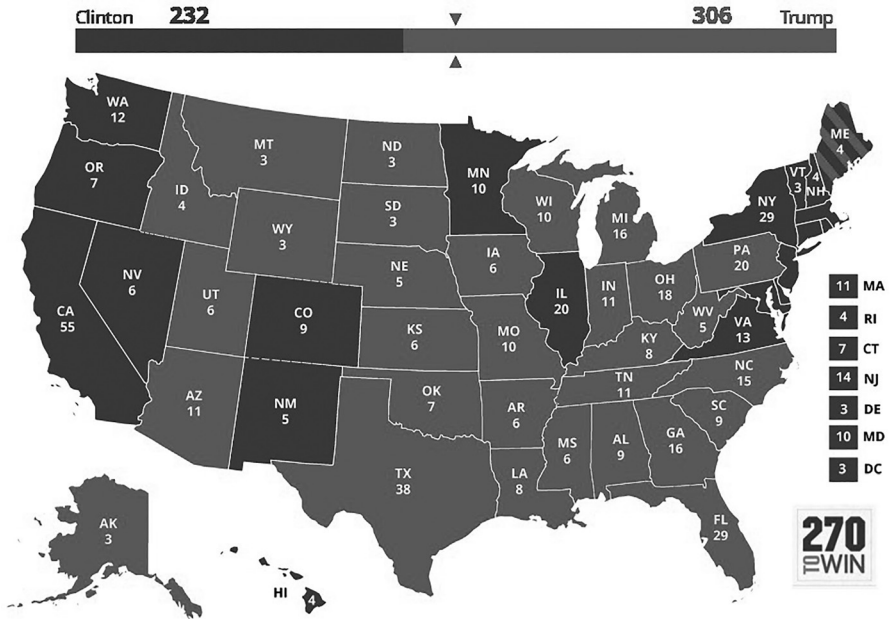 Clinton 232 306 Trump
WA
12
OR
7
CA
55
NV
6
ID
4
MT
3
WY
3
UT
6
AZ
11
CO
9
NM
5
ND
3
SD
3
NE
5
KS
6
OK
7
TX
38
MN
10
IA
6
MO
10
AR
6
LA
8
WI
10
IL
20
MI
16
IN
11
OH
18
KY
8
TN
11
MS
6
AL
9
GA
16
FL
29
SC
9
NC
15
VA
13
WV
5
PA
20
NY
29
VT
3
4
NH
ME
4
11 MA
4 RI
7 CT
14 NJ
3 DE
10 MD
3 DC
AK
3
HI 4
270
TO WIN